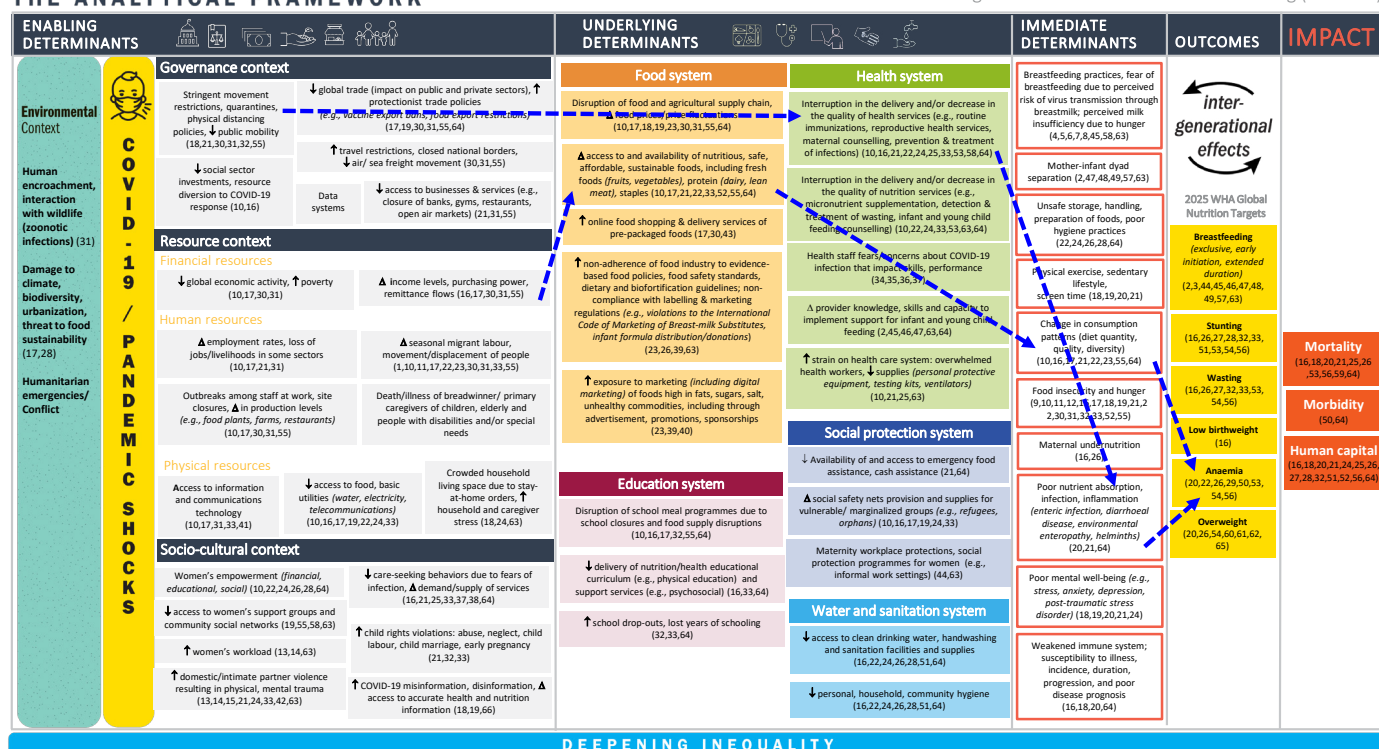 THE ANALYTICAL FRAMEWORK
ENABLING
DETERMINANTS
UNDERLYING
DETERMINANTS
IMMEDIATE
DETERMINANTS
OUTCOMES
IMPACT
Environmental
Context
Human
encroachment,
interaction
with wildlife
(zoonotic
infections) (31)
Damage to
climate,
biodiversity,
urbanization,
threat to food
sustainability
(17,28)
Humanitarian
emergencies/
Conflict
COVID-19 / PANDEMIC SHOCKS
Governance context
Stringent movement
restrictions, quarantines,
physical distancing
policies, ↓ public mobility
(18,21,30,31,32,55)
↓ global trade (impact on public and private sectors), ↑
protectionist trade policies
(e.g., vaccine export bans, food export restrictions)
(17,19,30,31,55,64)
↑ travel restrictions, closed national borders,
↓ air/ sea freight movement (30,31,55)
↓ social sector
investments, resource
diversion to COVID-19
response (10,16)
Data
systems
↓ access to businesses & services (e.g.,
closure of banks, gyms, restaurants,
open air markets) (21,31,55)
Resource context
Financial resources
↓ global economic activity, ↑ poverty
(10,17,30,31)
Δ income levels, purchasing power,
remittance flows (16,17,30,31,55)
Human resources
Δ employment rates, loss of
jobs/livelihoods in some sectors
(10,17,21,31)
Δ seasonal migrant labour,
movement/displacement of people
(1,10,11,17,22,23,30,31,33,55)
Outbreaks among staff at work, site
closures, Δ in production levels
(e.g., food plants, farms, restaurants)
(10,17,30,31,55)
Death/illness of breadwinner/ primary
caregivers of children, elderly and
people with disabilities and/or special
needs
Physical resources
Access to information
and communications
technology
(10,17,31,33,41)
↓ access to food, basic
utilities (water, electricity,
telecommunications)
(10,16,17,19,22,24,33)
Crowded household
living space due to stay-
at-home orders, ↑
household and caregiver
stress (18,24,63)
Socio-cultural context
Women's empowerment (financial,
educational, social) (10,22,24,26,28,64)
↓ care-seeking behaviors due to fears of
infection, Δ demand/supply of services
(16,21,25,33,37,38,64)
↓ access to women's support groups and
community social networks (19,55,58,63)
↑ women's workload (13,14,63)
↑ child rights violations: abuse, neglect, child
labour, child marriage, early pregnancy
(21,32,33)
↑ domestic/intimate partner violence
resulting in physical, mental trauma
(13,14,15,21,24,33,42,63)
↑ COVID-19 misinformation, disinformation, Δ
access to accurate health and nutrition
information (18,19,66)
Food system
Disruption of food and agricultural supply chain,
Δ food prices/price fluctuations
(10,17,18,19,23,30,31,55,64)
Δ access to and availability of nutritious, safe,
affordable, sustainable foods, including fresh
foods (fruits, vegetables), protein (dairy, lean
meat), staples (10,17,21,22,33,52,55,64)
↑ online food shopping & delivery services of
pre-packaged foods (17,30,43)
↑ non-adherence of food industry to evidence-
based food policies, food safety standards,
dietary and biofortification guidelines; non-
compliance with labelling & marketing
regulations (e.g., violations to the International
Code of Marketing of Breast-milk Substitutes,
infant formula distribution/donations)
(23,26,39,63)
↑ exposure to marketing (including digital
marketing) of foods high in fats, sugars, salt,
unhealthy commodities, including through
advertisement, promotions, sponsorships
(23,39,40)
Education system
Disruption of school meal programmes due to
school closures and food supply disruptions
(10,16,17,32,55,64)
↓ delivery of nutrition/health educational
curriculum (e.g., physical education) and
support services (e.g., psychosocial) (16,33,64)
↑ school drop-outs, lost years of schooling
(32,33,64)
Health system
Interruption in the delivery and/or decrease in
the quality of health services (e.g., routine
immunizations, reproductive health services,
maternal counselling, prevention & treatment
of infections) (10,16,21,22,24,25,33,53,58,64)
Interruption in the delivery and/or decrease in
the quality of nutrition services (e.g.,
micronutrient supplementation, detection &
treatment of wasting, infant and young child
feeding counselling) (10,22,24,33,53,63,64)
Health staff fears/concerns about COVID-19
infection that impact skills, performance
(34,35,36,37)
Δ provider knowledge, skills and capacity to
implement support for infant and young child
feeding (2,45,46,47,63,64)
↑ strain on health care system: overwhelmed
health workers, ↓ supplies (personal protective
equipment, testing kits, ventilators)
(10,21,25,63)
Social protection system
↓ Availability of and access to emergency food
assistance, cash assistance (21,64)
Δ social safety nets provision and supplies for
vulnerable/ marginalized groups (e.g., refugees,
orphans) (10,16,17,19,24,33)
Maternity workplace protections, social
protection programmes for women (e.g.,
informal work settings) (44,63)
Water and sanitation system
↓ access to clean drinking water, handwashing
and sanitation facilities and supplies
(16,22,24,26,28,51,64)
↓ personal, household, community hygiene
(16,22,24,26,28,51,64)
Breastfeeding practices, fear of
breastfeeding due to perceived
risk of virus transmission through
breastmilk; perceived milk
insufficiency due to hunger
(4,5,6,7,8,45,58,63)
Mother-infant dyad
separation (2,47,48,49,57,63)
Unsafe storage, handling,
preparation of foods, poor
hygiene practices
(22,24,26,28,64)
Physical exercise, sedentary
lifestyle,
screen time (18,19,20,21)
Change in consumption
patterns (diet quantity,
quality, diversity)
(10,16,17,21,22,23,55,64)
Food insecurity and hunger
(9,10,11,12,16,17,18,19,21,2
2,30,31,32,33,52,55)
Maternal undernutrition
(16,26)
Poor nutrient absorption,
infection, inflammation
(enteric infection, diarrhoeal
disease, environmental
enteropathy, helminths)
(20,21,64)
Poor mental well-being (e.g.,
stress, anxiety, depression,
post-traumatic stress
disorder) (18,19,20,21,24)
Weakened immune system;
susceptibility to illness,
incidence, duration,
progression, and poor
disease prognosis
(16,18,20,64)
inter-
generational
effects
2025 WHA Global
Nutrition Targets
Breastfeeding
(exclusive, early
initiation, extended
duration)
(2,3,44,45,46,47,48,
49,57,63)
Stunting
(16,26,27,28,32,33,
51,53,54,56)
Wasting
(16,26,27,32,33,53,
54,56)
Low birthweight
(16)
Anaemia
(20,22,26,29,50,53,
54,56)
Overweight
(20,26,54,60,61,62,
65)
Mortality
(16,18,20,21,25,26
,53,56,59,64)
Morbidity
(50,64)
Human capital
(16,18,20,21,24,25,26,
27,28,32,51,52,56,64)
DEEPENING INEQUALITY